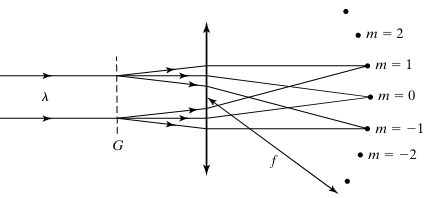 m = 2
m = 1
λ
m = 0
m = −1
G
f
m = −2